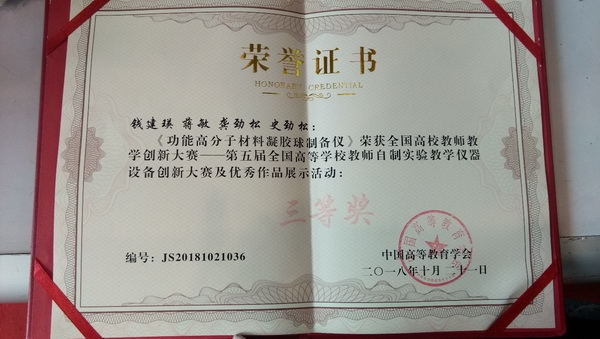 荣誉证书
HONORARY CREDENTIAL
钱建瑛 蒋敏 龚劲松 史劲松：
《功能高分子材料凝胶球制备仪》荣获全国高校教师教
学创新大赛——第五届全国高等学校教师自制实验教学仪器
设备创新大赛及优秀作品展示活动：
三等奖
编号：JS20181021036
中国高等教育学会
二〇一八年十月二十一日